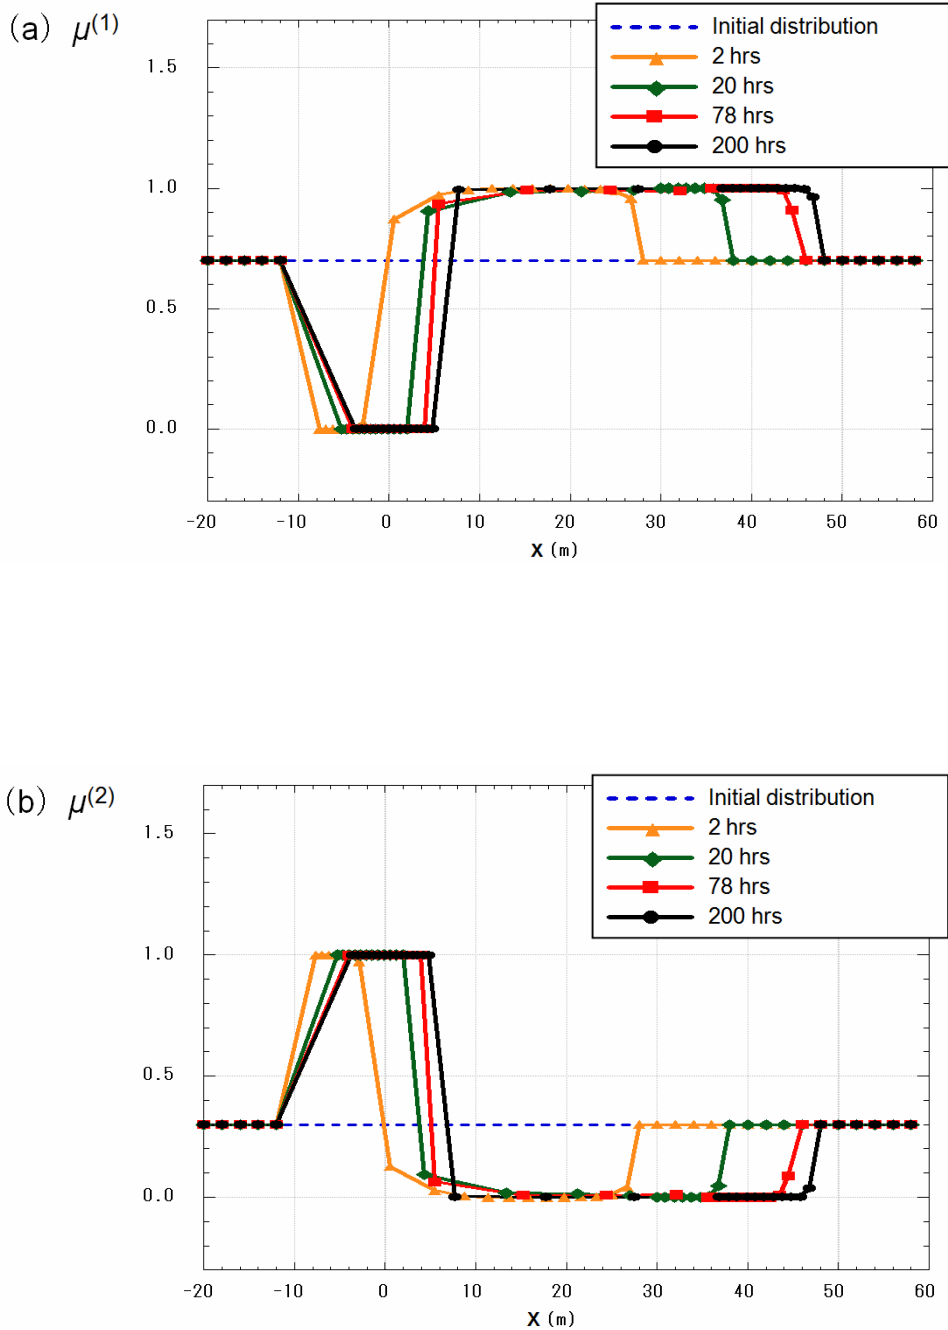 (a) μ(1)
Initial distribution
2 hrs
20 hrs
78 hrs
200 hrs
1.5
1.0
0.5
0.0
-20 -10 0 10 20 30 40 50 60
X (m)
(b) μ(2)
Initial distribution
2 hrs
20 hrs
78 hrs
200 hrs
1.5
1.0
0.5
0.0
-20 -10 0 10 20 30 40 50 60
X (m)